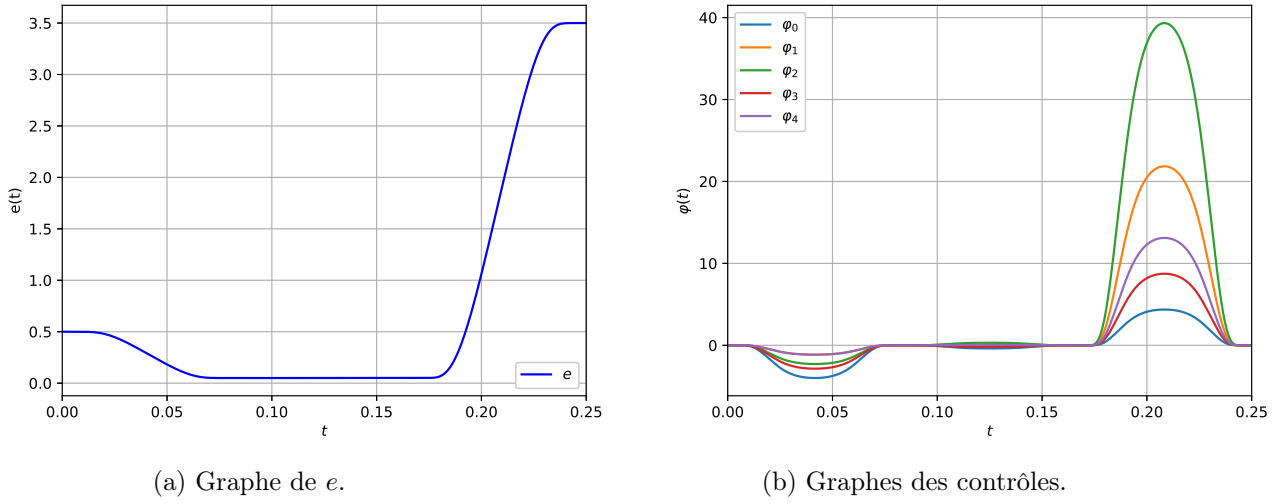 3.5
3.0
2.5
2.0
1.5
1.0
0.5
0.0
e(t)
0.00 0.05 0.10 0.15 0.20 0.25
t
e
40
30
20
10
0
φ(t)
φ0
φ1
φ2
φ3
φ4
0.00 0.05 0.10 0.15 0.20 0.25
t
(a) Graphe de e.
(b) Graphes des contrôles.